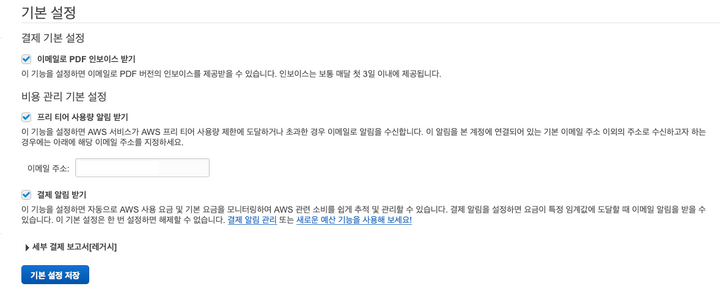 기본 설정
결제 기본 설정
이메일로 PDF 인보이스 받기
이 기능을 설정하면 이메일로 PDF 버전의 인보이스를 제공받을 수 있습니다. 인보이스는 보통 매달 첫 3일 이내에 제공됩니다.
비용 관리 기본 설정
프리 티어 사용량 알림 받기
이 기능을 설정하면 AWS 서비스가 AWS 프리 티어 사용량 제한에 도달하거나 초과한 경우 이메일로 알림을 수신합니다. 이 알림을 본 계정에 연결되어 있는 기본 이메일 주소 이외의 주소로 수신하고자 하는
경우에는 아래에 해당 이메일 주소를 지정하세요.
이메일 주소:
결제 알림 받기
이 기능을 설정하면 자동으로 AWS 사용 요금 및 기본 요금을 모니터링하여 AWS 관련 소비를 쉽게 추적 및 관리할 수 있습니다. 결제 알림을 설정하면 요금이 특정 임계값에 도달할 때 이메일 알림을 받을 수
있습니다. 이 기본 설정은 한 번 설정하면 해제할 수 없습니다. 결제 알림 관리 또는 새로운 예산 기능을 사용해 보세요!
세부 결제 보고서[레거시]
기본 설정 저장